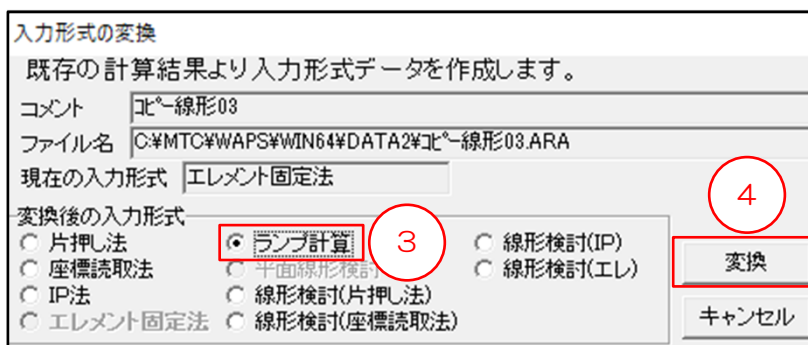 入力形式の変換
既存の計算結果より入力形式データを作成します。
コメント ｺﾋﾟｰ線形03
ファイル名 C:¥MTC¥WAPS¥WIN64¥DATA2¥ｺﾋﾟｰ線形03.ARA
現在の入力形式 エレメント固定法
変換後の入力形式
片押し法 ランプ計算 ③ 線形検討(IP) ④
座標読取法 平面線形検討 線形検討(エレ) 変換
IP法 線形検討(片押し法)
エレメント固定法 線形検討(座標読取法) キャンセル